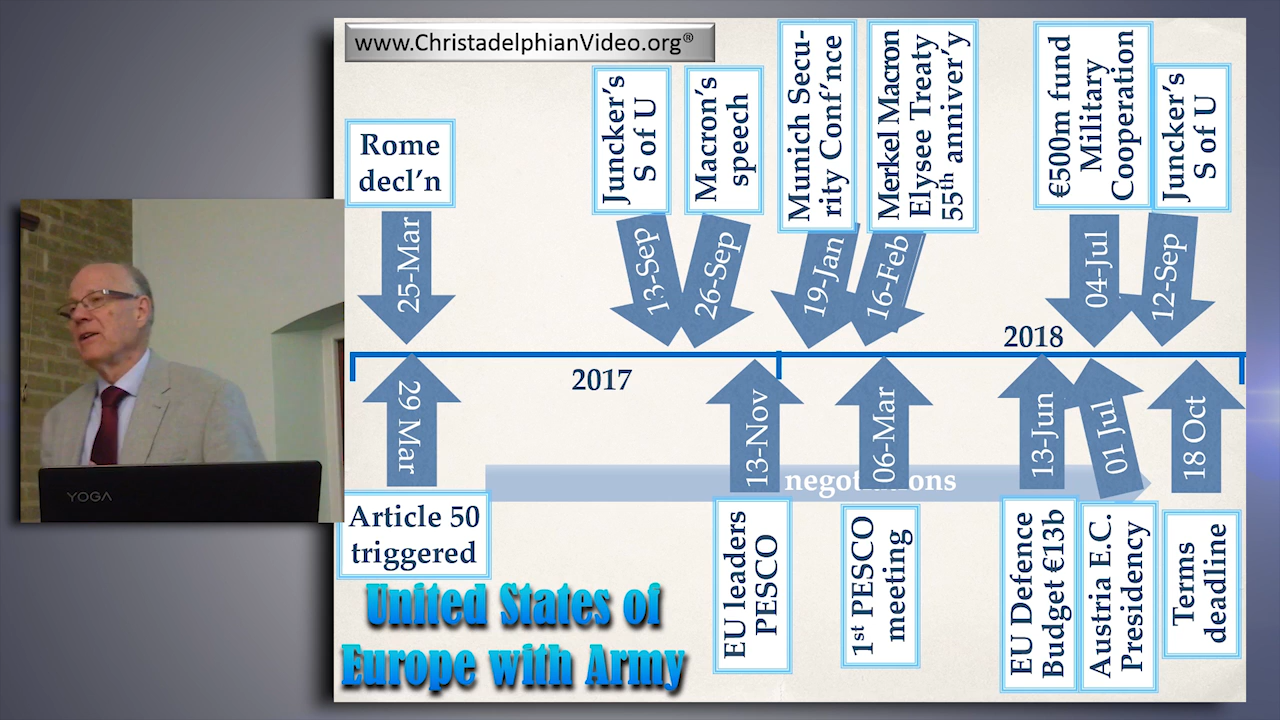 www.ChristadelphianVideo.org®
Rome
decl’n
Juncker’s
S of U
Macron’s
speech
Munich Secu-
rity Conf’nce
Merkel Macron
Elysee Treaty
55th anniver’y
€500m fund
Military
Cooperation
Juncker’s
S of U
25-Mar
13-Sep
26-Sep
19-Jan
16-Feb
04-Jul
12-Sep
2017
2018
29 Mar
13-Nov
06-Mar
13-Jun
01 Jul
18 Oct
negotiations
Article 50
triggered
EU leaders
PESCO
1st PESCO
meeting
EU Defence
Budget €13b
Austria E.C.
Presidency
Terms
deadline
United States of
Europe with Army
YOGA